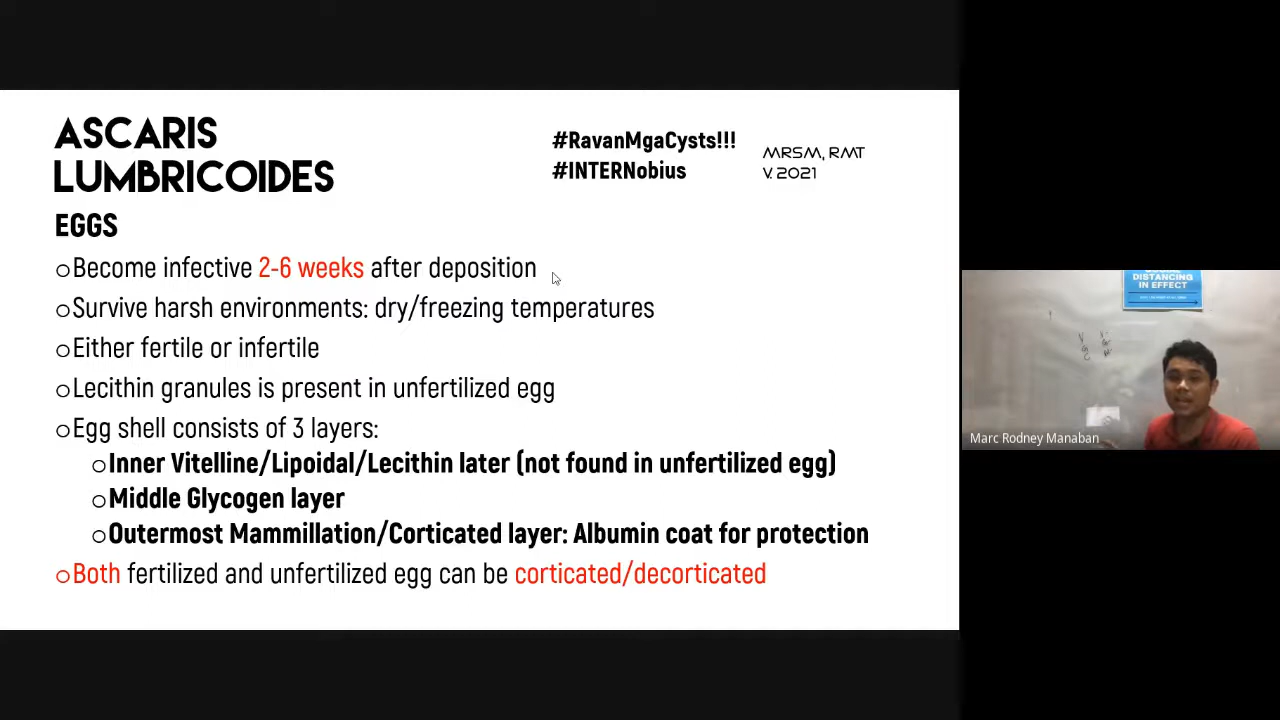 ASCARIS
LUMBRICOIDES
#RavanMgaCysts!!!
#INTERNobius
MRSM, RMT
V. 2021
EGGS
Become infective 2-6 weeks after deposition
Survive harsh environments: dry/freezing temperatures
Either fertile or infertile
Lecithin granules is present in unfertilized egg
Egg shell consists of 3 layers:
Inner Vitelline/Lipoidal/Lecithin later (not found in unfertilized egg)
Middle Glycogen layer
Outermost Mammillation/Corticated layer: Albumin coat for protection
Both fertilized and unfertilized egg can be corticated/decorticated
DISTANCING
IN EFFECT
Marc Rodney Manaban